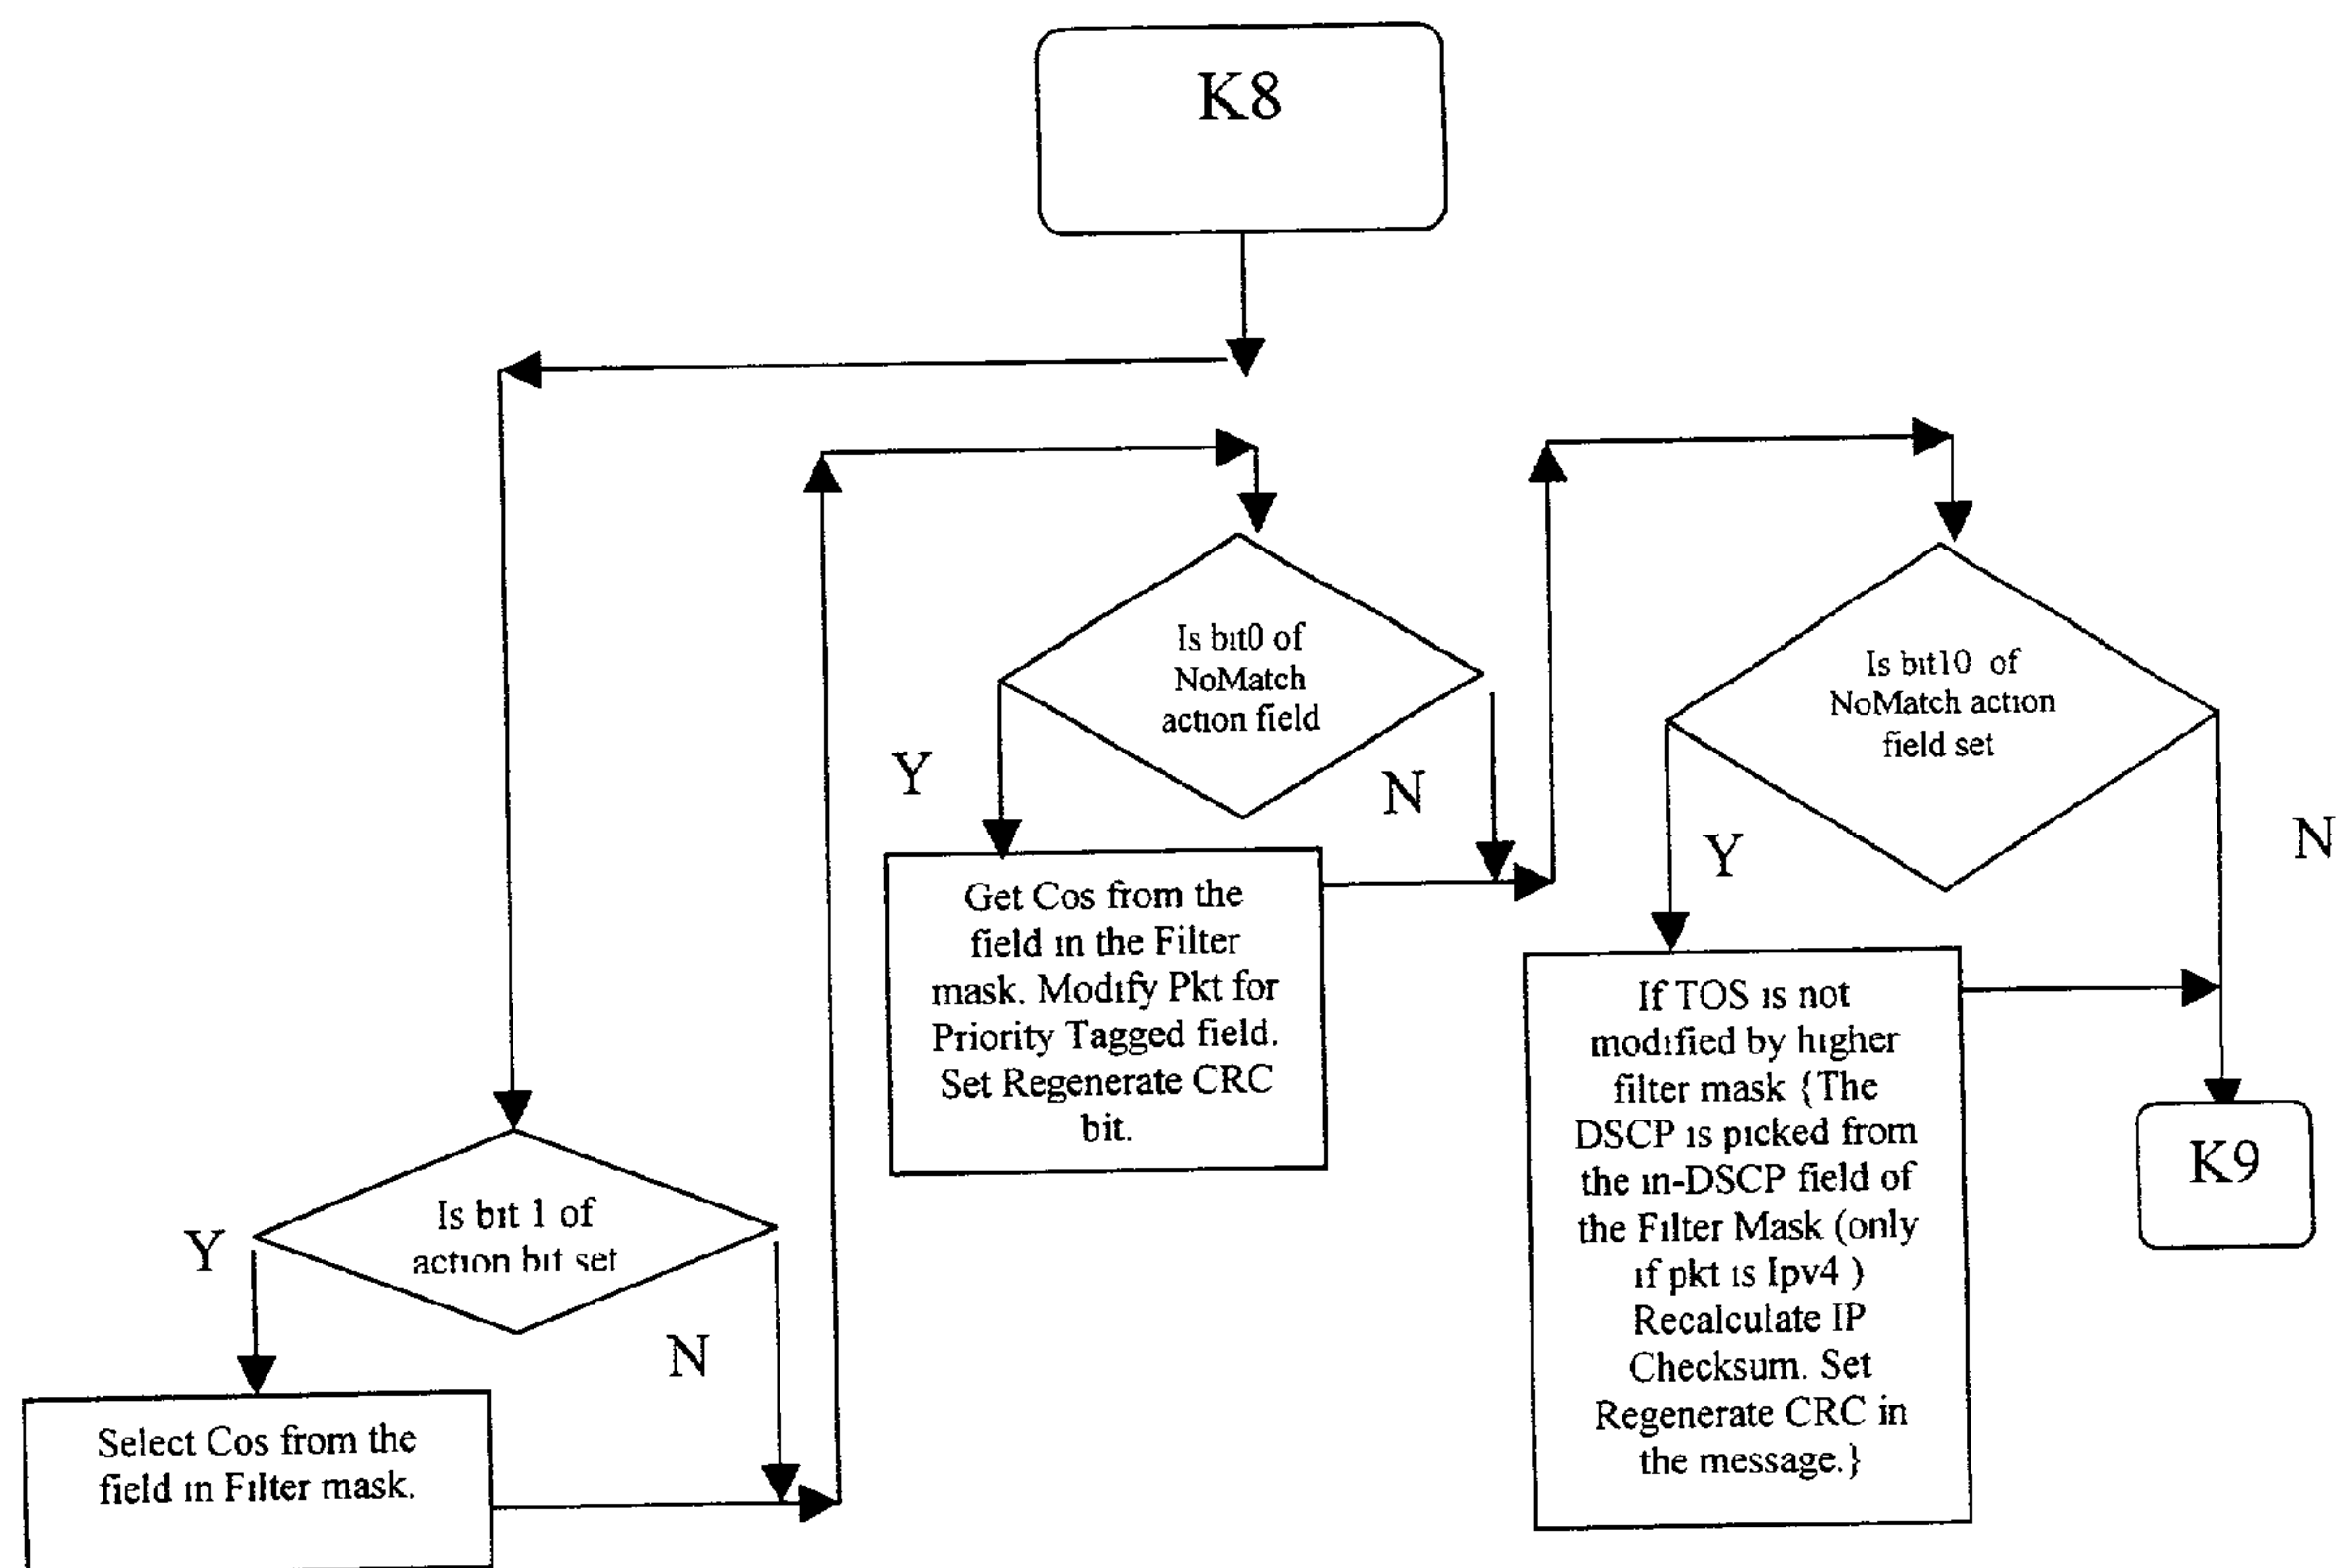 K8
Is bit0 of
NoMatch
action field
Y
N
Get Cos from the
field in the Filter
mask. Modify Pkt for
Priority Tagged field.
Set Regenerate CRC
bit.
Is bit10 of
NoMatch action
field set
Y
N
If TOS is not
modified by higher
filter mask {The
DSCP is picked from
the in-DSCP field of
the Filter Mask (only
if pkt is Ipv4 )
Recalculate IP
Checksum. Set
Regenerate CRC in
the message.}
K9
Is bit 1 of
action bit set
Y
N
Select Cos from the
field in Filter mask.